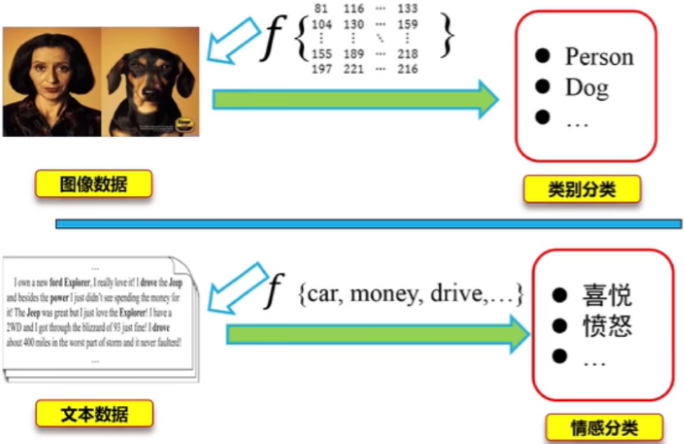 f { 81 116 ... 133
104 130 ... 159
⋮ ⋮ ⋱ ⋮
155 189 ... 218
197 221 ... 216 }
● Person
● Dog
● ...
图像数据
类别分类
...
I own a new ford Explorer, I really love it! I drove the Jeep
and besides the power I just didn't see spending the money for
it! The Jeep was great but I just love the Explorer! I have a
2WD and I got through the blizzard of 93 just fine! I drove
about 400 miles in the worst part of storm and it never faulterd!
...
f {car, money, drive,...}
● 喜悦
● 愤怒
● ...
文本数据
情感分类